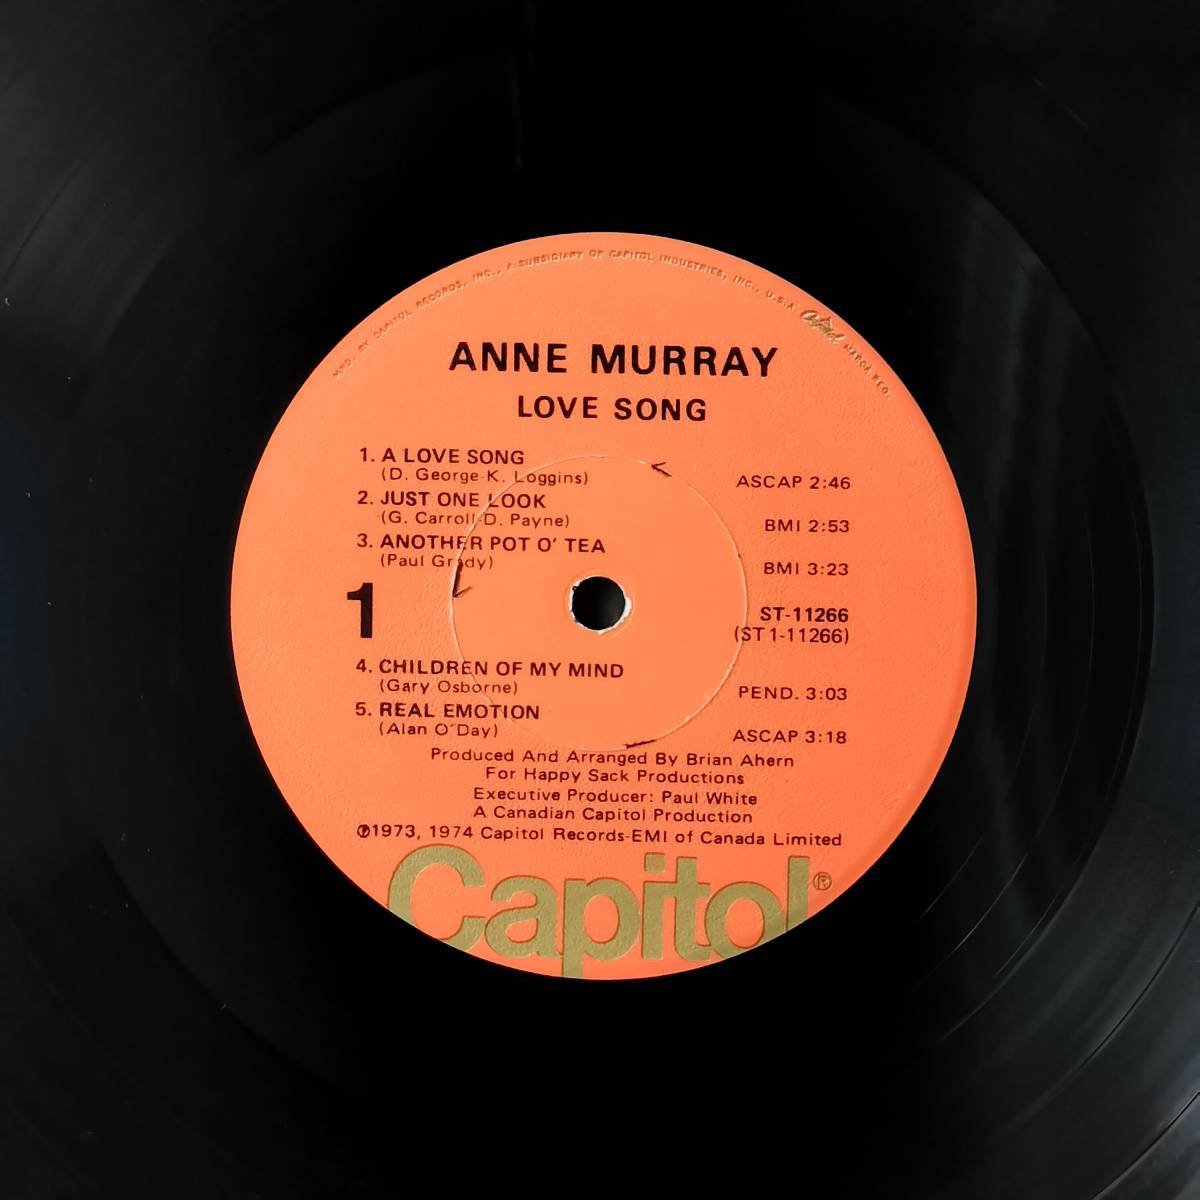 MFD. BY CAPITOL RECORDS, INC., A SUBSIDIARY OF CAPITOL INDUSTRIES, INC., U.S.A. Capitol MARCA REG.
ANNE MURRAY
LOVE SONG
1. A LOVE SONG
(D. George-K. Loggins)
ASCAP 2:46
2. JUST ONE LOOK
(G. Carroll-D. Payne)
BMI 2:53
3. ANOTHER POT O' TEA
(Paul Grady)
BMI 3:23
1
ST-11266
(ST1-11266)
4. CHILDREN OF MY MIND
(Gary Osborne)
PEND. 3:03
5. REAL EMOTION
(Alan O'Day)
ASCAP 3:18
Produced And Arranged By Brian Ahern
For Happy Sack Productions
Executive Producer: Paul White
A Canadian Capitol Production
℗1973, 1974 Capitol Records-EMI of Canada Limited
Capitol®